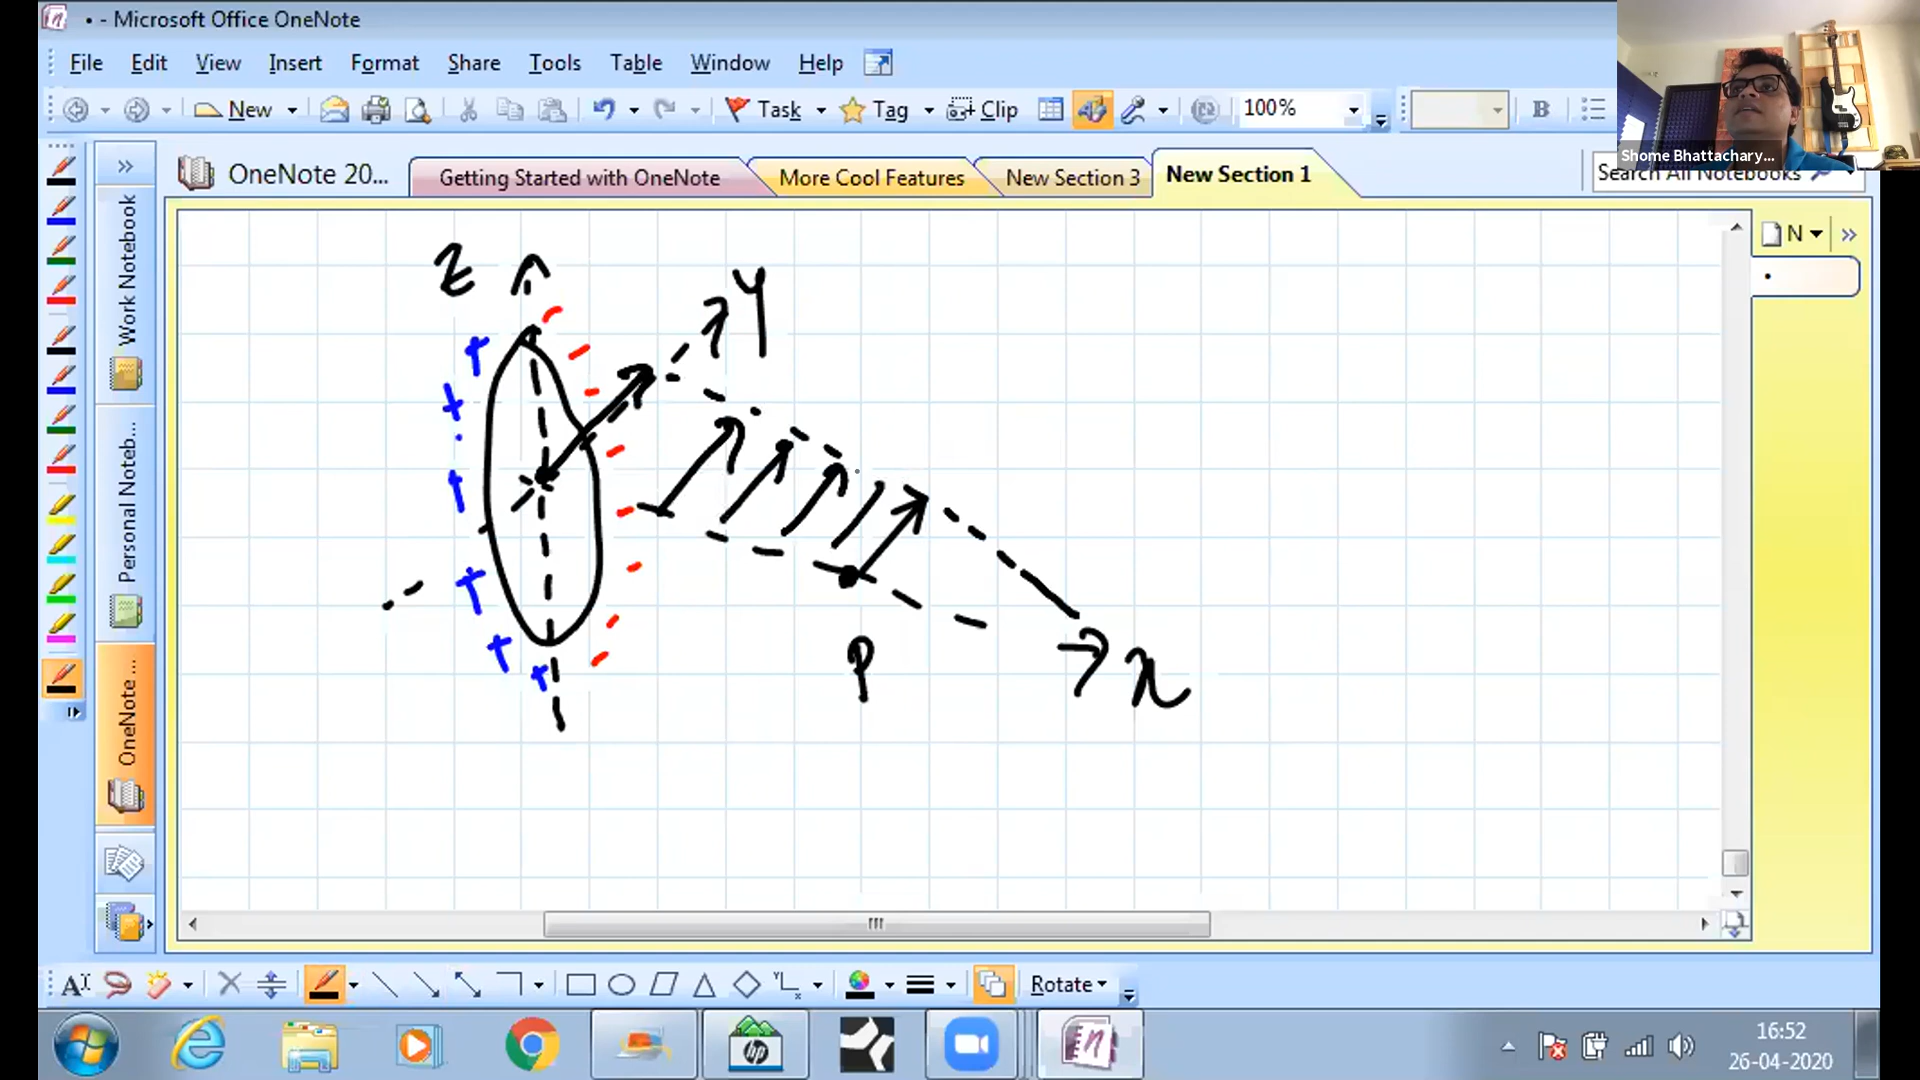 • - Microsoft Office OneNote
File Edit View Insert Format Share Tools Table Window Help
New Task Tag Clip 100% B
Shome Bhattachary...
OneNote 20... Getting Started with OneNote More Cool Features New Section 3 New Section 1 Search All Notebooks
N
•
Work Notebook
Personal Noteb...
OneNote ...
Z
Y
P
x
Rotate
16:52
26-04-2020
hp